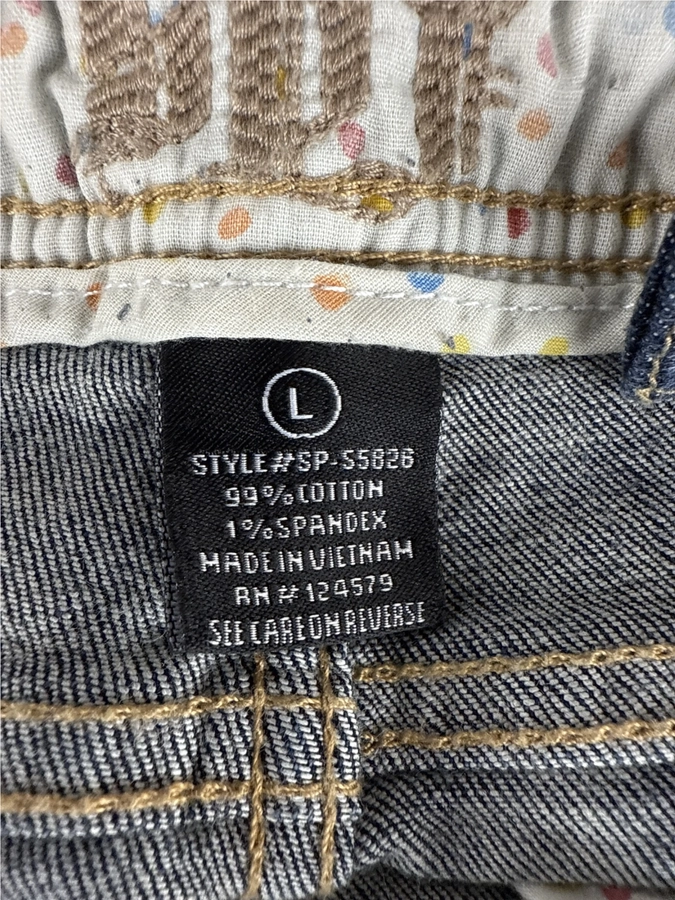 L
STYLE#SP-S5826
99%COTTON
1%SPANDEX
MADE IN VIETNAM
RN#124579
SEE CARE ON REVERSE